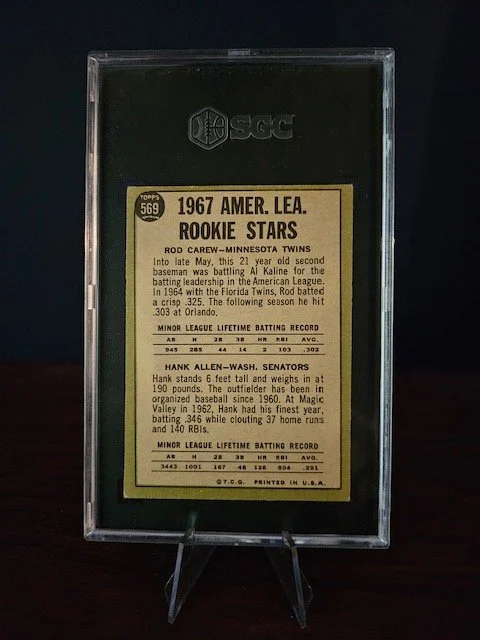 SGC
TOPPS
569
1967 AMER. LEA.
ROOKIE STARS
ROD CAREW–MINNESOTA TWINS
Into late May, this 21 year old second
baseman was battling Al Kaline for the
batting leadership in the American League.
In 1964 with the Florida Twins, Rod batted
a crisp .325. The following season he hit
.303 at Orlando.
MINOR LEAGUE LIFETIME BATTING RECORD
AB H 2B 3B HR RBI AVG.
945 285 44 14 2 103 .302
HANK ALLEN–WASH. SENATORS
Hank stands 6 feet tall and weighs in at
190 pounds. The outfielder has been in
organized baseball since 1960. At Magic
Valley in 1962, Hank had his finest year,
batting .346 while clouting 37 home runs
and 140 RBIs.
MINOR LEAGUE LIFETIME BATTING RECORD
AB H 2B 3B HR RBI AVG.
3443 1001 167 48 128 604 .291
©T.C.G. PRINTED IN U.S.A.